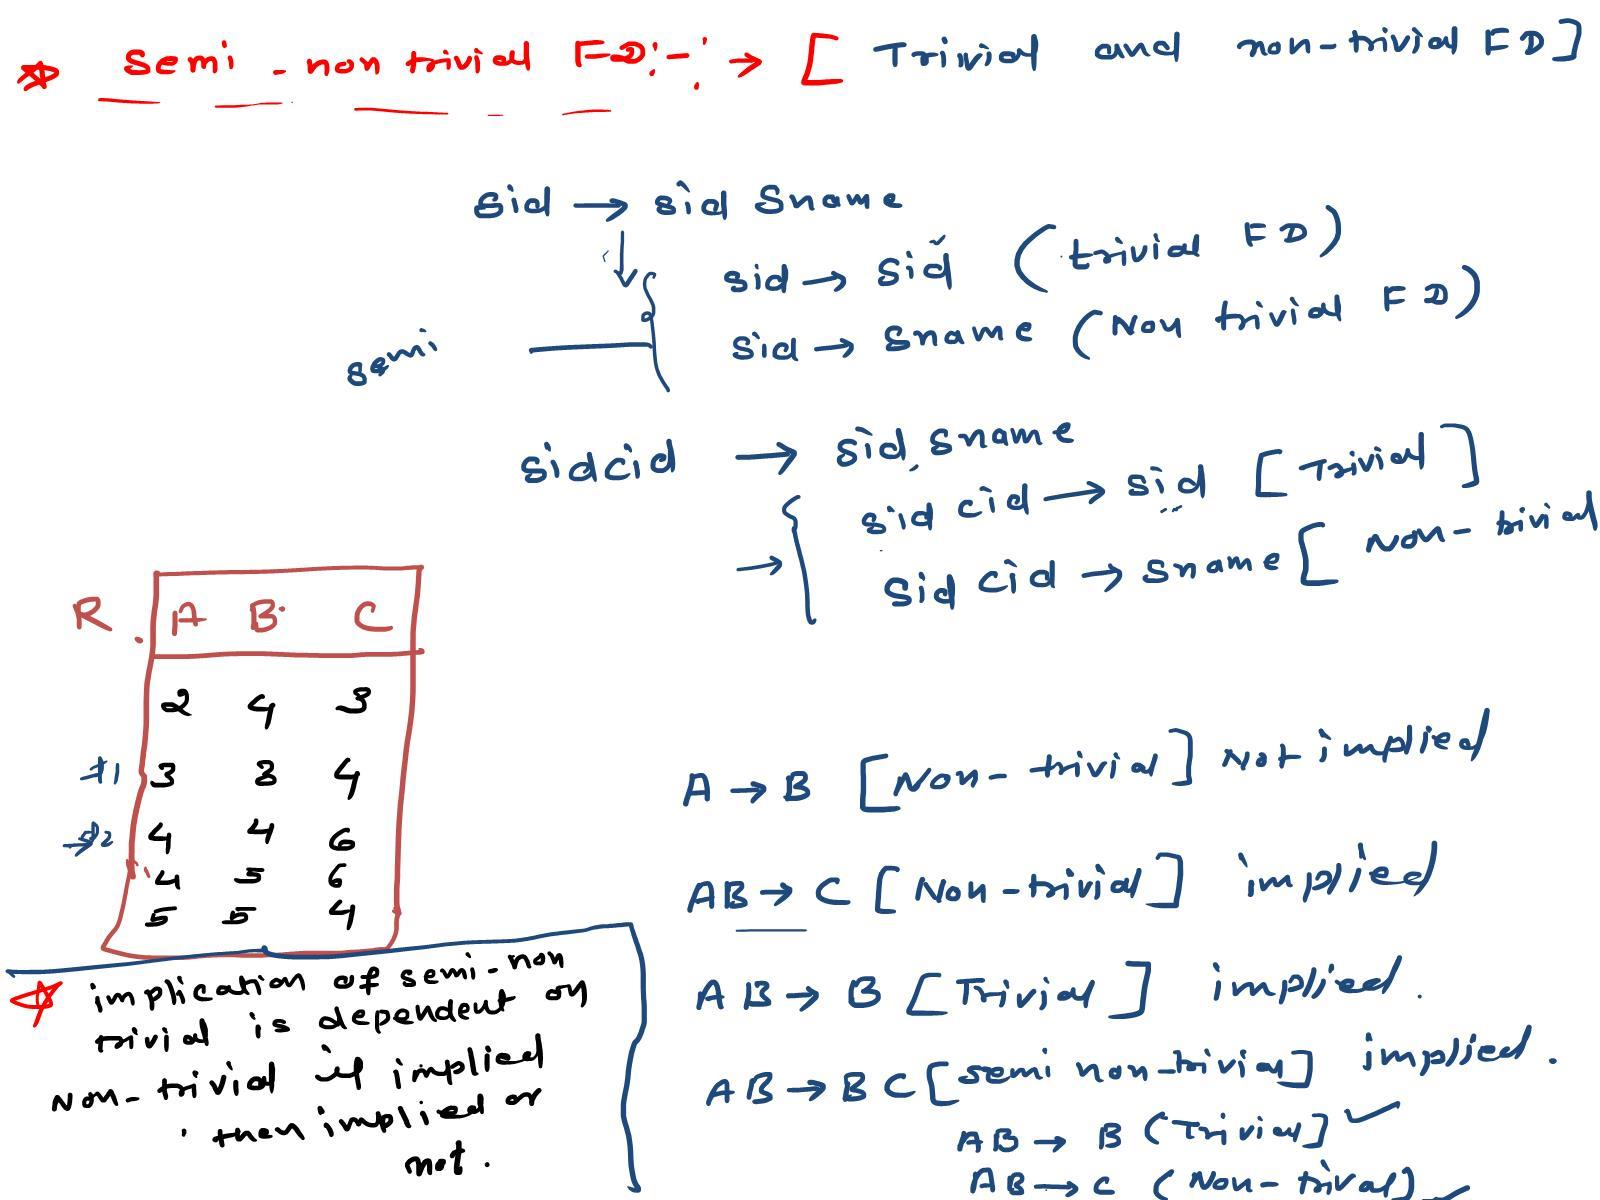 Semi - non trivial FD:-: → [ Trivial and non-trivial FD ]
Sid → sid Sname
sid → Sid (trivial FD)
semi
Sid → Sname (Non trivial FD)
Sidcid → Sid, Sname
Sid cid → Sid [Trivial]
→
Sid cid → Sname [ Non-trivial
R. A B C
2 4 3
3 3 4
4 4 6
4 5 6
5 5 4
A → B [Non-trivial] Not implied
AB → C [Non-trivial] implied
AB → B [Trivial] implied.
AB → BC [semi non-trivial] implied.
AB → B (Trivial]
AB → C (Non-trival)
implication of semi-non
trivial is dependent on
Non-trivial if implied
then implied or
not.